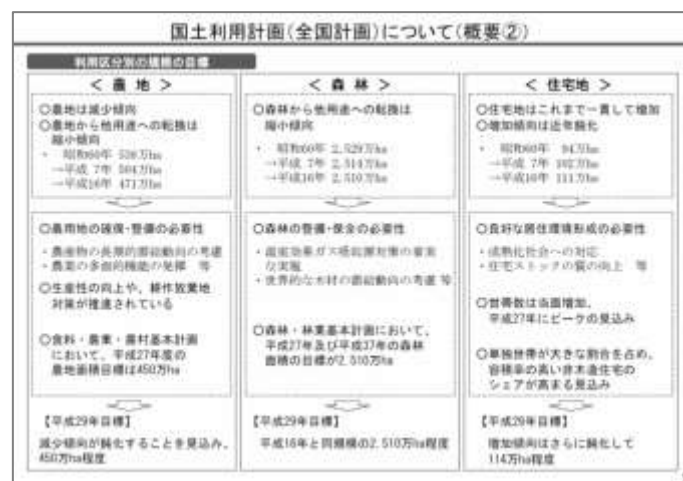 国土利用計画(全国計画)について(概要②)
利用区分別の規模の目標
＜ 農 地 ＞
○農地は減少傾向
○農地から他用途への転換は
縮小傾向
・ 昭和60年 538万ha
→平成 7年 504万ha
→平成16年 471万ha
○農用地の確保・整備の必要性
・農産物の長期的需給動向の考慮
・農業の多面的機能の発揮 等
○生産性の向上や、耕作放棄地
対策が推進されている
○食料・農業・農村基本計画
において、平成27年度の
農地面積目標は450万ha
【平成29年目標】
減少傾向が鈍化することを見込み、
450万ha程度
＜ 森 林 ＞
○森林から他用途への転換は
縮小傾向
・ 昭和60年 2,529万ha
→平成 7年 2,514万ha
→平成16年 2,510万ha
○森林の整備・保全の必要性
・温室効果ガス吸収源対策の着実
な実施
・世界的な木材の需給動向の考慮 等
○森林・林業基本計画において、
平成27年及び平成37年の森林
面積の目標が2,510万ha
【平成29年目標】
平成16年と同規模の2,510万ha程度
＜ 住宅地 ＞
○住宅地はこれまで一貫して増加
○増加傾向は近年鈍化
・ 昭和60年 94万ha
→平成 7年 102万ha
→平成16年 111万ha
○良好な居住環境形成の必要性
・成熟化社会への対応
・住宅ストックの質の向上 等
○世帯数は当面増加、
平成27年にピークの見込み
○単独世帯が大きな割合を占め、
容積率の高い非木造住宅の
シェアが高まる見込み
【平成29年目標】
増加傾向はさらに鈍化して
114万ha程度